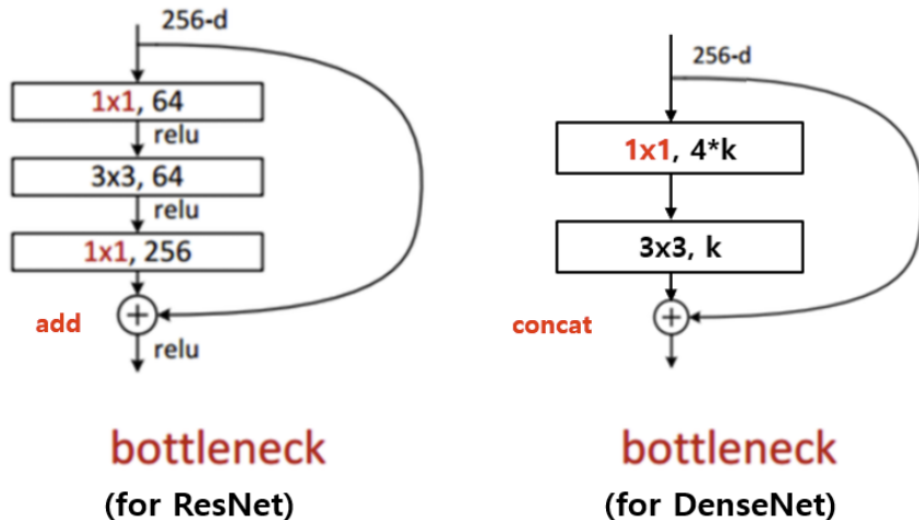 256-d
1x1, 64
relu
3x3, 64
relu
1x1, 256
add
+
relu
bottleneck
(for ResNet)
256-d
1x1, 4*k
3x3, k
concat
+
bottleneck
(for DenseNet)